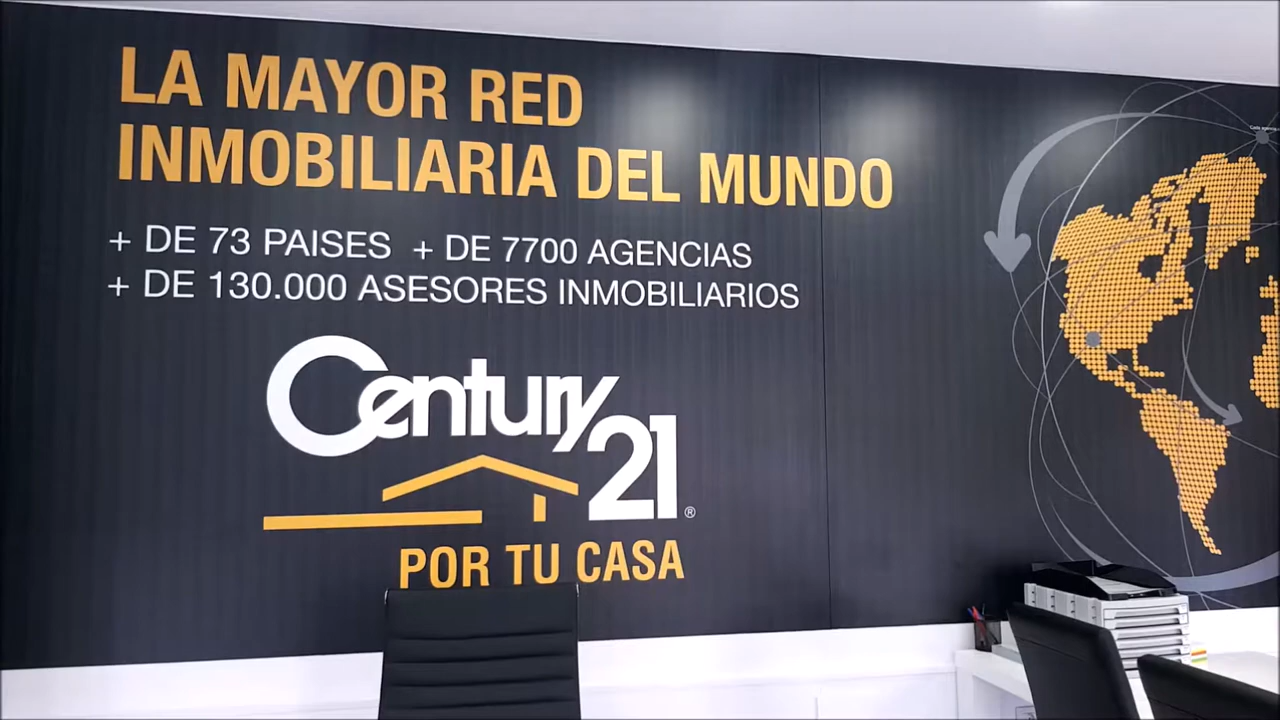 LA MAYOR RED
INMOBILIARIA DEL MUNDO
+ DE 73 PAISES + DE 7700 AGENCIAS
+ DE 130.000 ASESORES INMOBILIARIOS
Century
21®
POR TU CASA